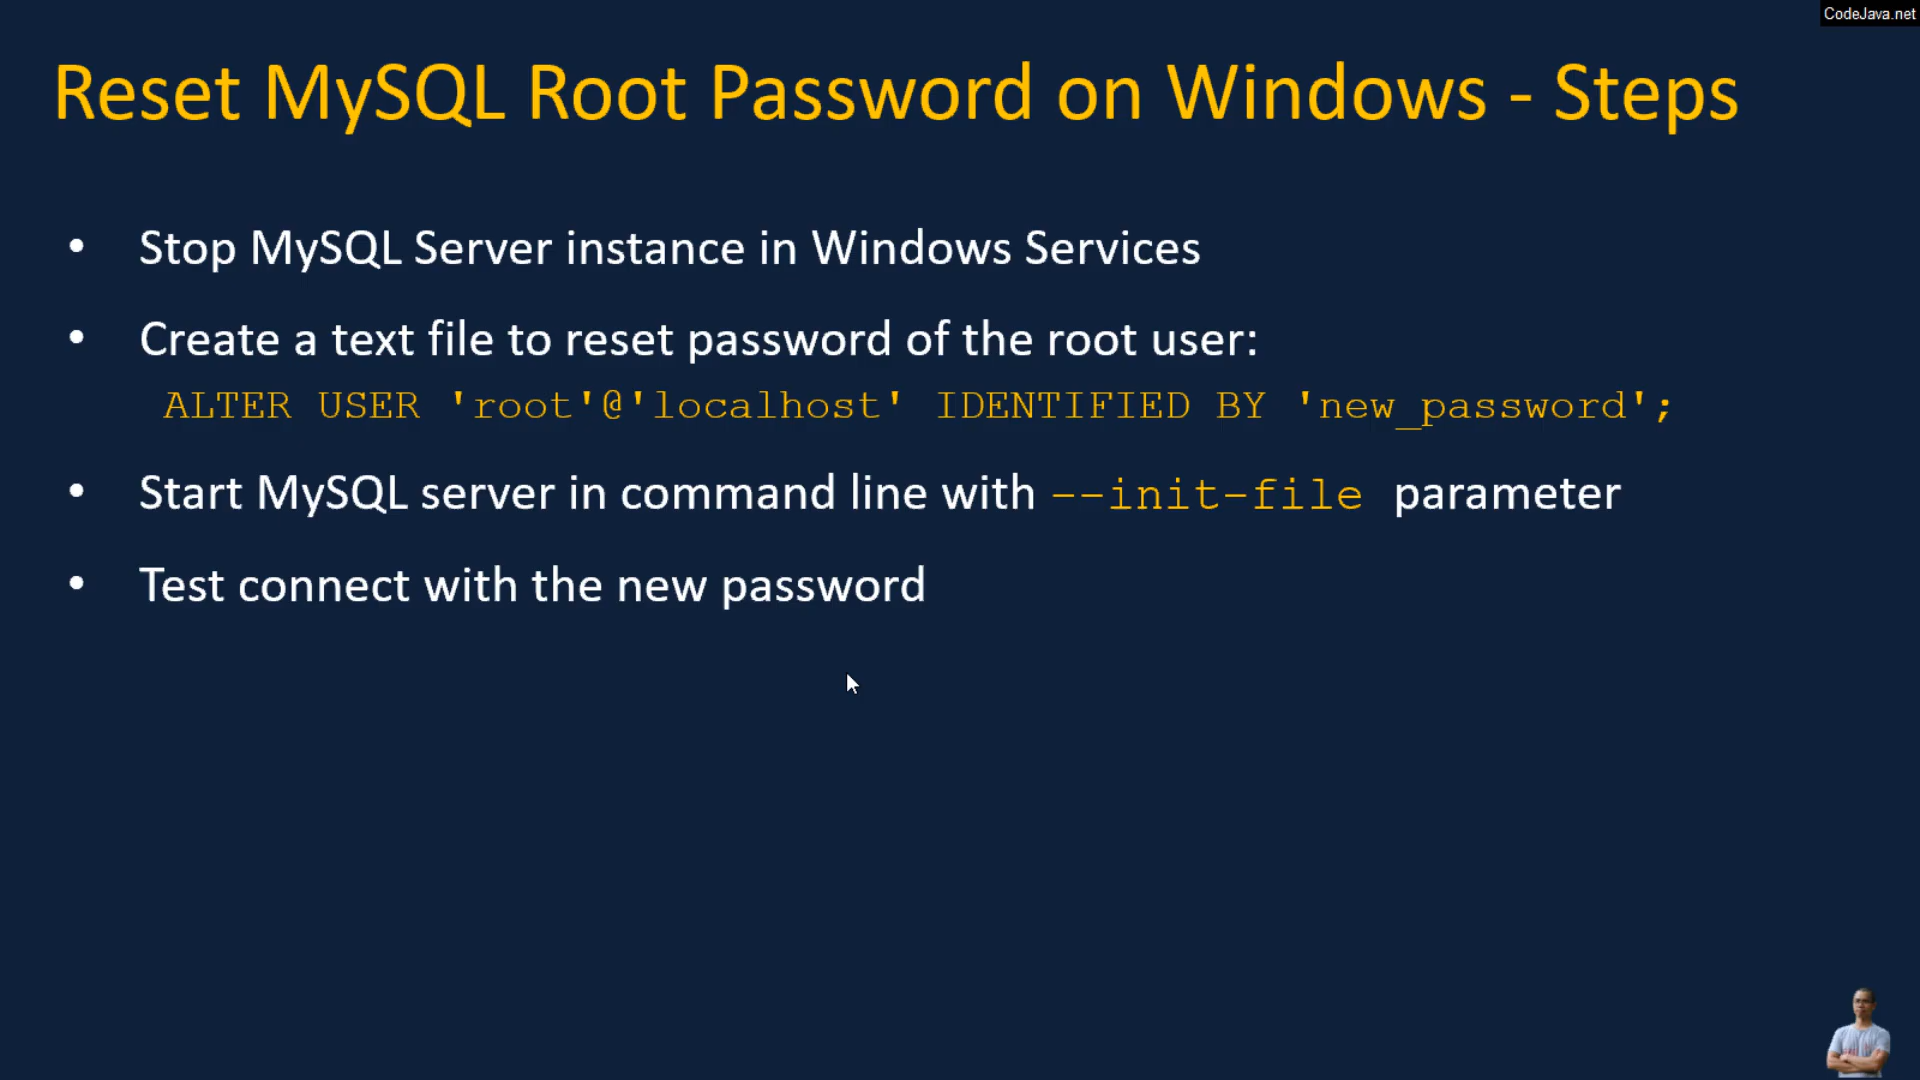 CodeJava.net
Reset MySQL Root Password on Windows - Steps
• Stop MySQL Server instance in Windows Services
• Create a text file to reset password of the root user:
ALTER USER 'root'@'localhost' IDENTIFIED BY 'new_password';
• Start MySQL server in command line with --init-file parameter
• Test connect with the new password